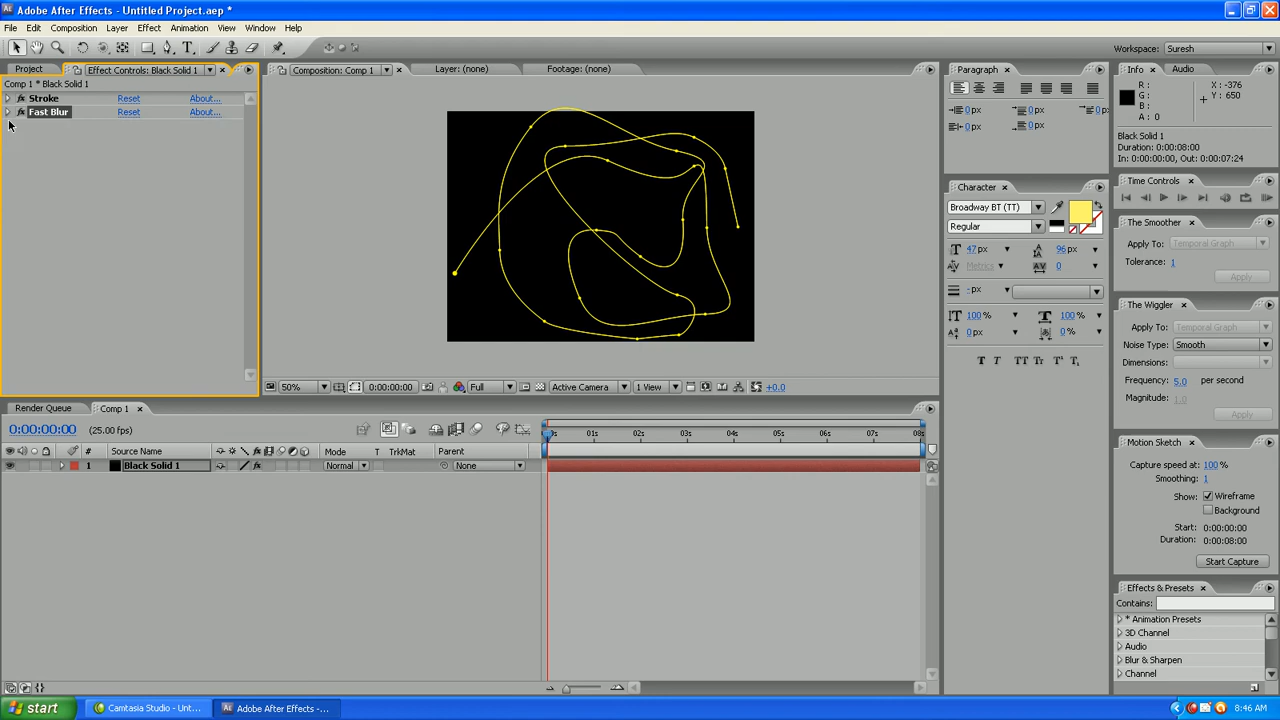 Adobe After Effects - Untitled Project.aep *
File Edit Composition Layer Effect Animation View Window Help
Workspace: Suresh
Project Effect Controls: Black Solid 1
Comp 1 * Black Solid 1
Stroke Reset About...
Fast Blur Reset About...
Composition: Comp 1 Layer: (none) Footage: (none)
50% 0:00:00:00 Full Active Camera 1 View +0.0
Paragraph
0px 0px 0px
0px 0px
Character
Broadway BT (TT)
Regular
47 px 96 px
Metrics 0
- px
100 % 100 %
0 px 0 %
T T TT Tr T T
Info Audio
R : X : -376
G : Y : 650
B :
A : 0
Black Solid 1
Duration: 0:00:08:00
In: 0:00:00:00, Out: 0:00:07:24
Time Controls
The Smoother
Apply To: Temporal Graph
Tolerance: 1
Apply
The Wiggler
Apply To: Temporal Graph
Noise Type: Smooth
Dimensions:
Frequency: 5.0 per second
Magnitude: 1.0
Apply
Motion Sketch
Capture speed at: 100 %
Smoothing: 1
Show: Wireframe
Background
Start: 0:00:00:00
Duration: 0:00:08:00
Start Capture
Effects & Presets
Contains:
* Animation Presets
3D Channel
Audio
Blur & Sharpen
Channel
Render Queue Comp 1
0:00:00:00 (25.00 fps)
01s 02s 03s 04s 05s 06s 07s 08s
# Source Name Mode T TrkMat Parent
1 Black Solid 1 Normal None
start Camtasia Studio - Unt... Adobe After Effects -... 8:46 AM